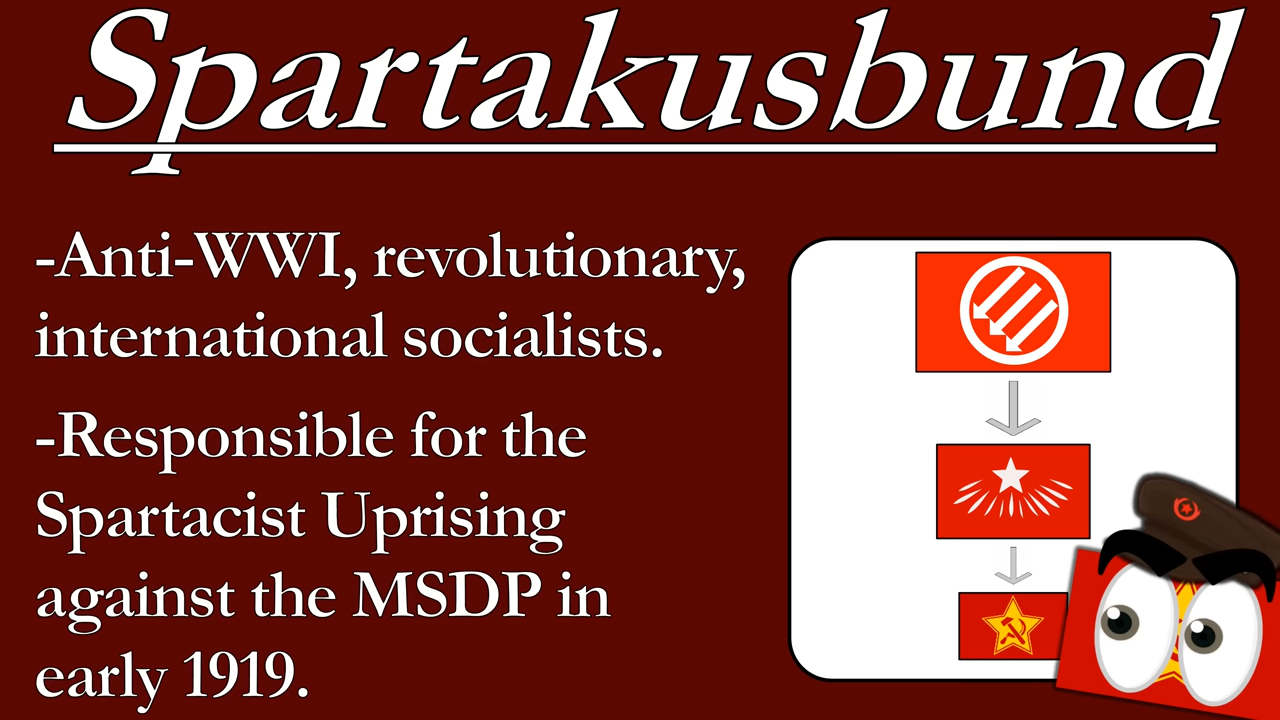 Spartakusbund
-Anti-WWI, revolutionary,
international socialists.
-Responsible for the
Spartacist Uprising
against the MSDP in
early 1919.